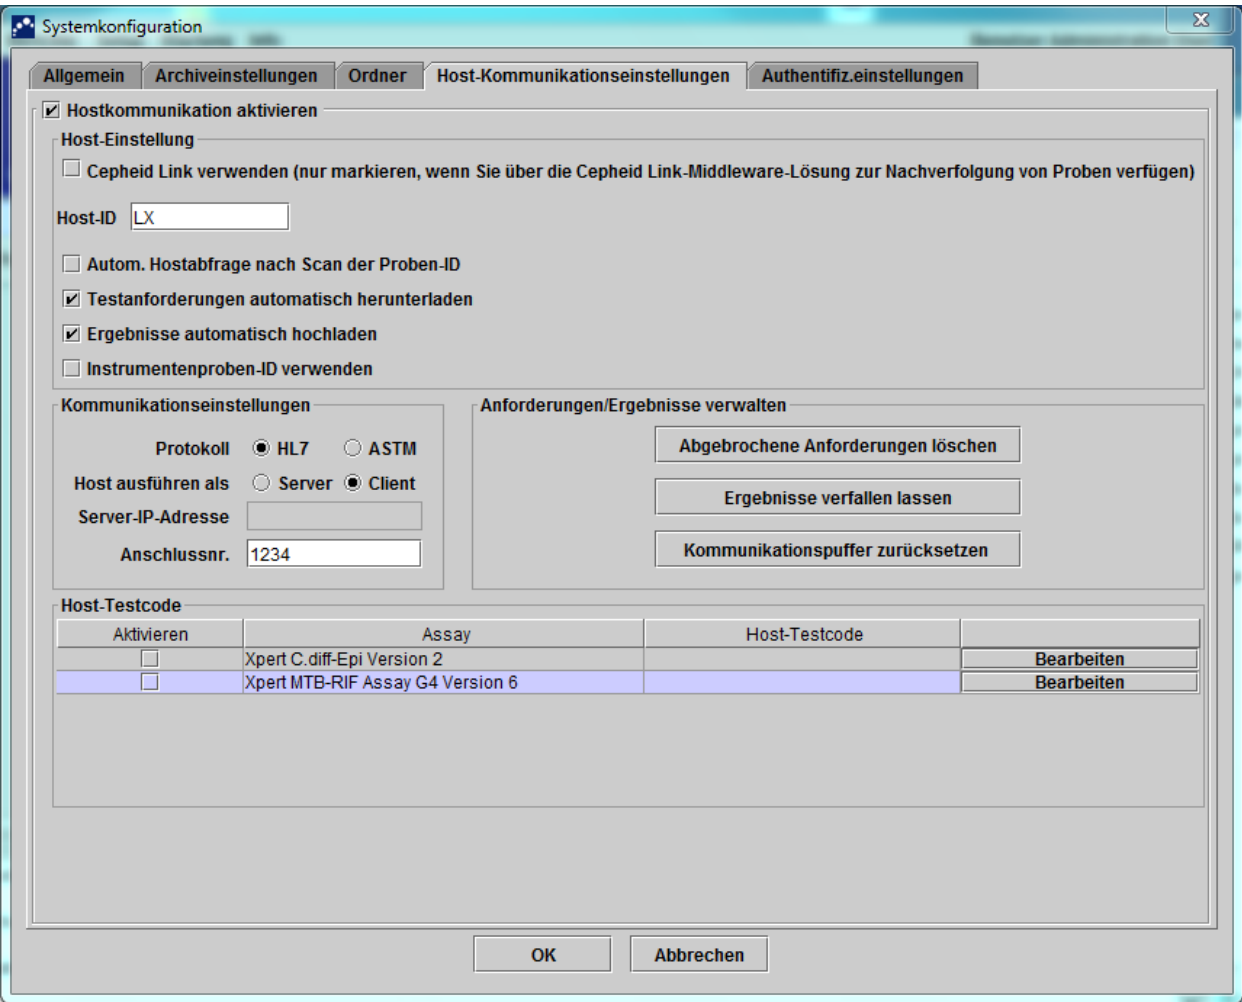 Systemkonfiguration
Allgemein Archiveinstellungen Ordner Host-Kommunikationseinstellungen Authentifiz.einstellungen
Hostkommunikation aktivieren
Host-Einstellung
Cepheid Link verwenden (nur markieren, wenn Sie über die Cepheid Link-Middleware-Lösung zur Nachverfolgung von Proben verfügen)
Host-ID LX
Autom. Hostabfrage nach Scan der Proben-ID
Testanforderungen automatisch herunterladen
Ergebnisse automatisch hochladen
Instrumentenproben-ID verwenden
Kommunikationseinstellungen
Protokoll HL7 ASTM
Host ausführen als Server Client
Server-IP-Adresse
Anschlussnr. 1234
Anforderungen/Ergebnisse verwalten
Abgebrochene Anforderungen löschen
Ergebnisse verfallen lassen
Kommunikationspuffer zurücksetzen
Host-Testcode
Aktivieren Assay Host-Testcode
Xpert C.diff-Epi Version 2 Bearbeiten
Xpert MTB-RIF Assay G4 Version 6 Bearbeiten
OK Abbrechen